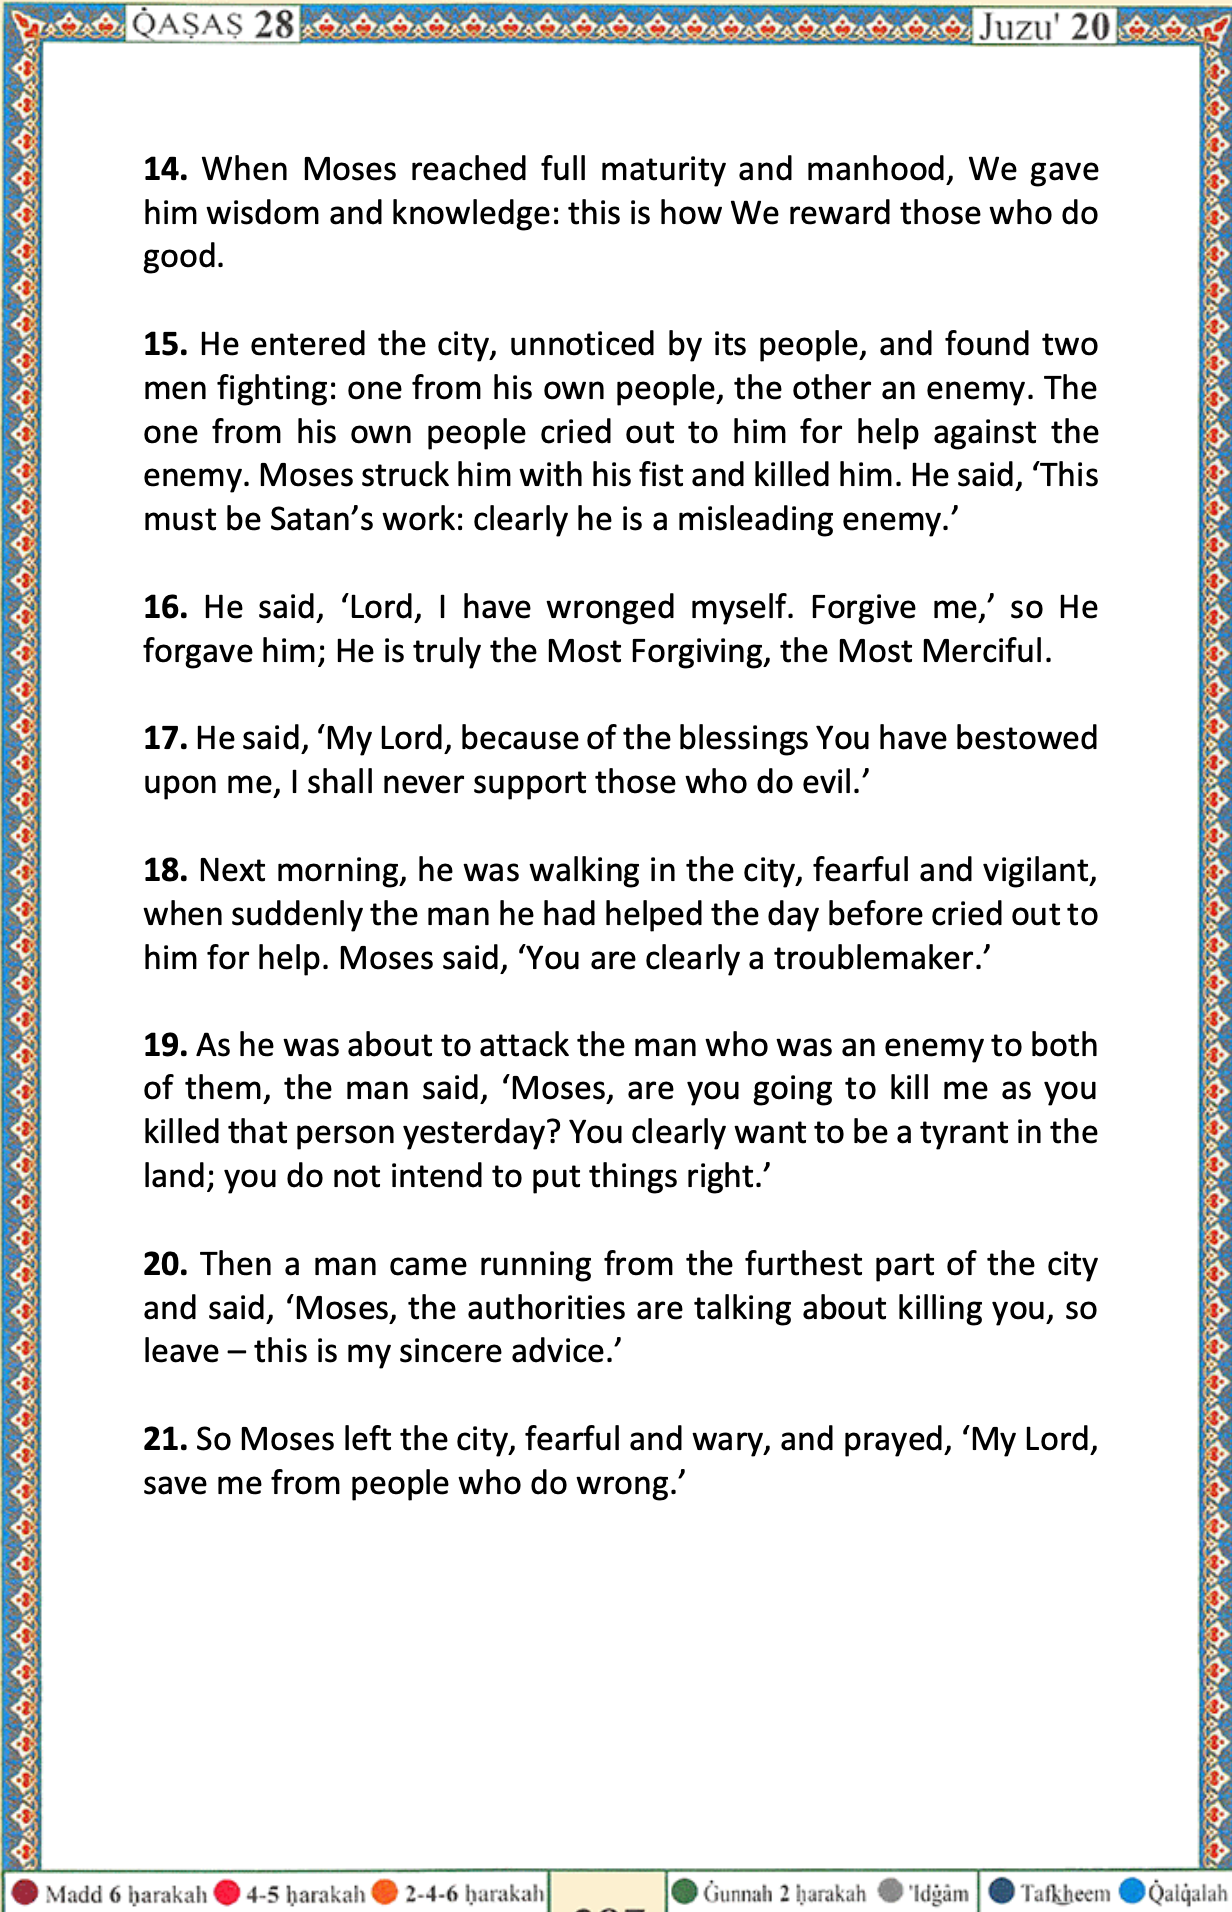 QAṢAṢ 28
Juzu' 20
14. When Moses reached full maturity and manhood, We gave
him wisdom and knowledge: this is how We reward those who do
good.
15. He entered the city, unnoticed by its people, and found two
men fighting: one from his own people, the other an enemy. The
one from his own people cried out to him for help against the
enemy. Moses struck him with his fist and killed him. He said, ‘This
must be Satan’s work: clearly he is a misleading enemy.’
16. He said, ‘Lord, I have wronged myself. Forgive me,’ so He
forgave him; He is truly the Most Forgiving, the Most Merciful.
17. He said, ‘My Lord, because of the blessings You have bestowed
upon me, I shall never support those who do evil.’
18. Next morning, he was walking in the city, fearful and vigilant,
when suddenly the man he had helped the day before cried out to
him for help. Moses said, ‘You are clearly a troublemaker.’
19. As he was about to attack the man who was an enemy to both
of them, the man said, ‘Moses, are you going to kill me as you
killed that person yesterday? You clearly want to be a tyrant in the
land; you do not intend to put things right.’
20. Then a man came running from the furthest part of the city
and said, ‘Moses, the authorities are talking about killing you, so
leave – this is my sincere advice.’
21. So Moses left the city, fearful and wary, and prayed, ‘My Lord,
save me from people who do wrong.’
Madd 6 ḥarakah 4-5 ḥarakah 2-4-6 ḥarakah
Ġunnah 2 ḥarakah 'Idġām Tafkheem Q̇alq̇alah